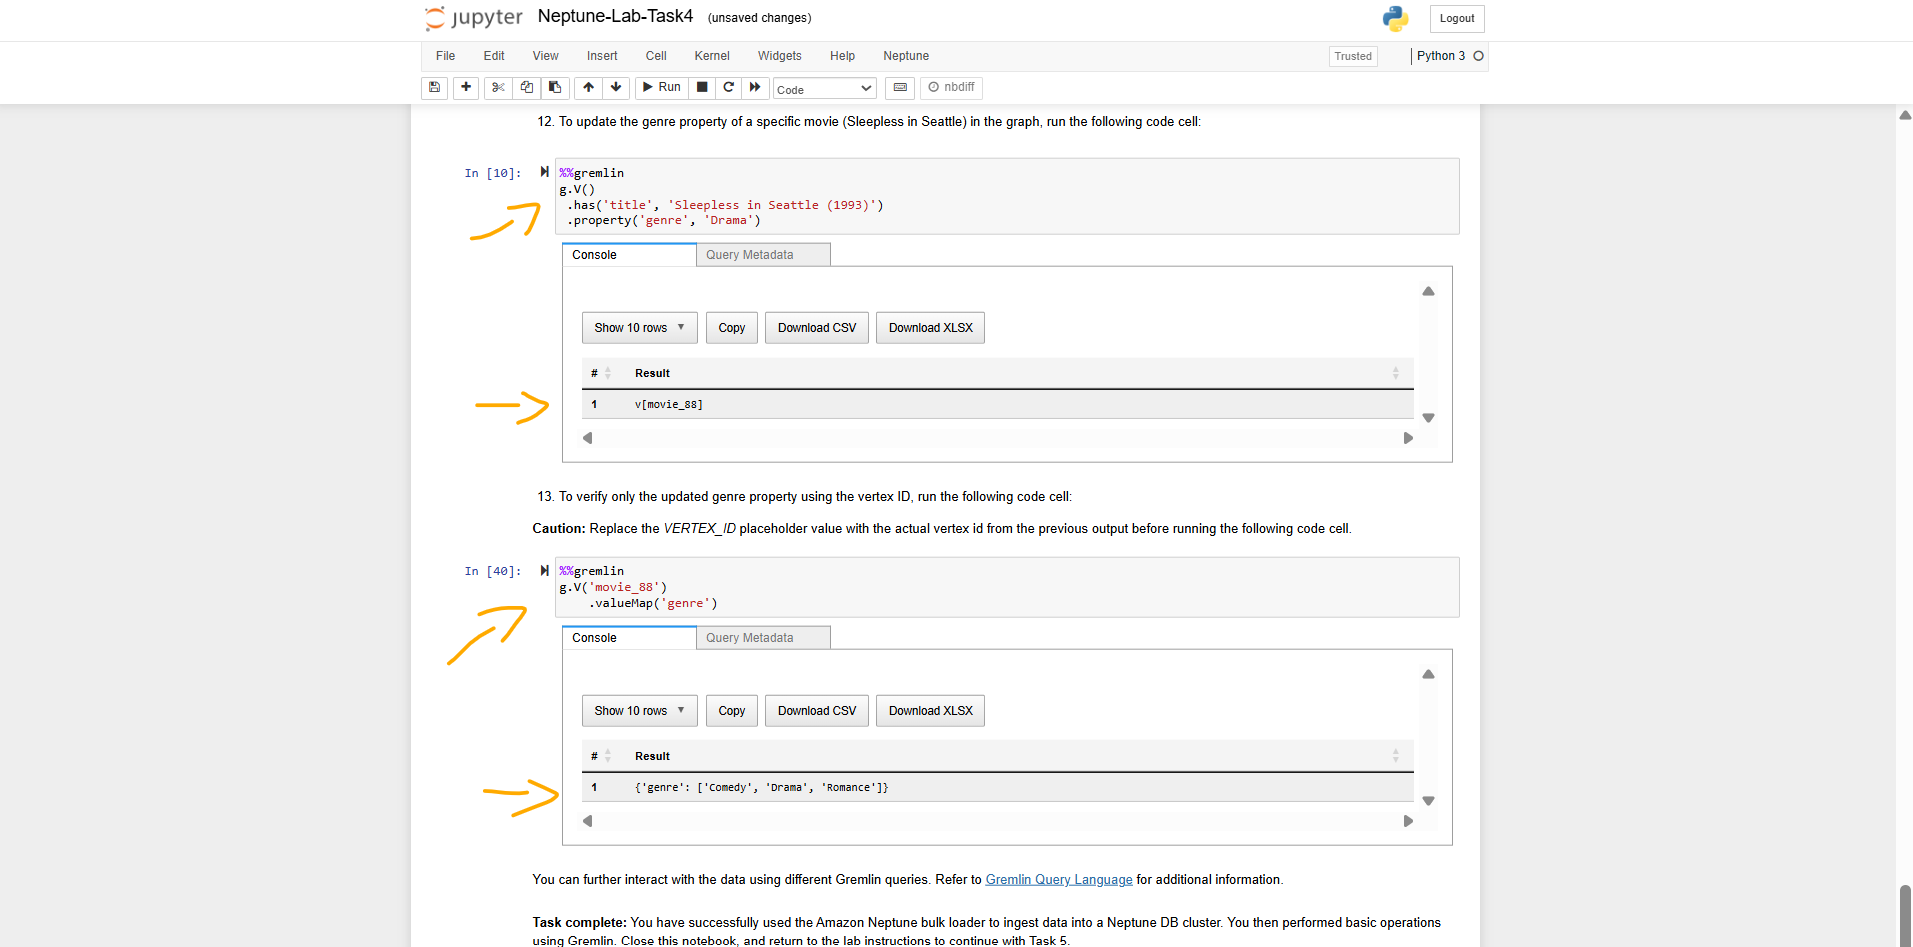 jupyter Neptune-Lab-Task4 (unsaved changes) Logout
File Edit View Insert Cell Kernel Widgets Help Neptune Trusted Python 3
Run Code nbdiff
12. To update the genre property of a specific movie (Sleepless in Seattle) in the graph, run the following code cell:
In [10]: %%gremlin
g.V()
.has('title', 'Sleepless in Seattle (1993)')
.property('genre', 'Drama')
Console Query Metadata
Show 10 rows Copy Download CSV Download XLSX
# Result
1 v[movie_88]
13. To verify only the updated genre property using the vertex ID, run the following code cell:
Caution: Replace the VERTEX_ID placeholder value with the actual vertex id from the previous output before running the following code cell.
In [40]: %%gremlin
g.V('movie_88')
.valueMap('genre')
Console Query Metadata
Show 10 rows Copy Download CSV Download XLSX
# Result
1 {'genre': ['Comedy', 'Drama', 'Romance']}
You can further interact with the data using different Gremlin queries. Refer to Gremlin Query Language for additional information.
Task complete: You have successfully used the Amazon Neptune bulk loader to ingest data into a Neptune DB cluster. You then performed basic operations
using Gremlin. Close this notebook, and return to the lab instructions to continue with Task 5.